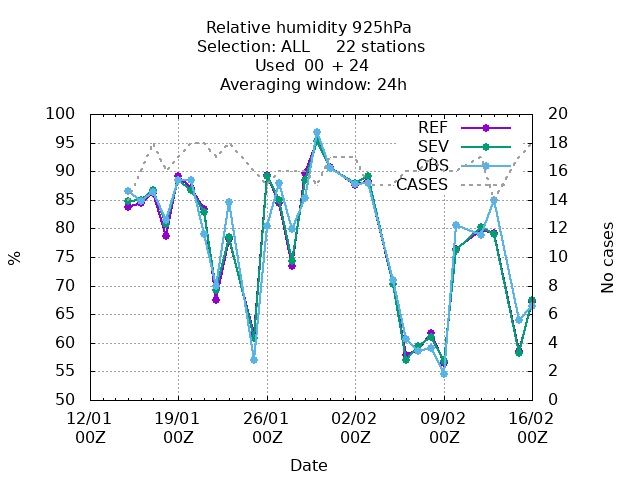 Relative humidity 925hPa
Selection: ALL 22 stations
Used 00 + 24
Averaging window: 24h
100 20
95 18
90 16
85 14
80 12
75 10
70 8
65 6
60 4
55 2
50 0
REF
SEV
OBS
CASES
%
No cases
12/01 19/01 26/01 02/02 09/02 16/02
00Z 00Z 00Z 00Z 00Z 00Z
Date